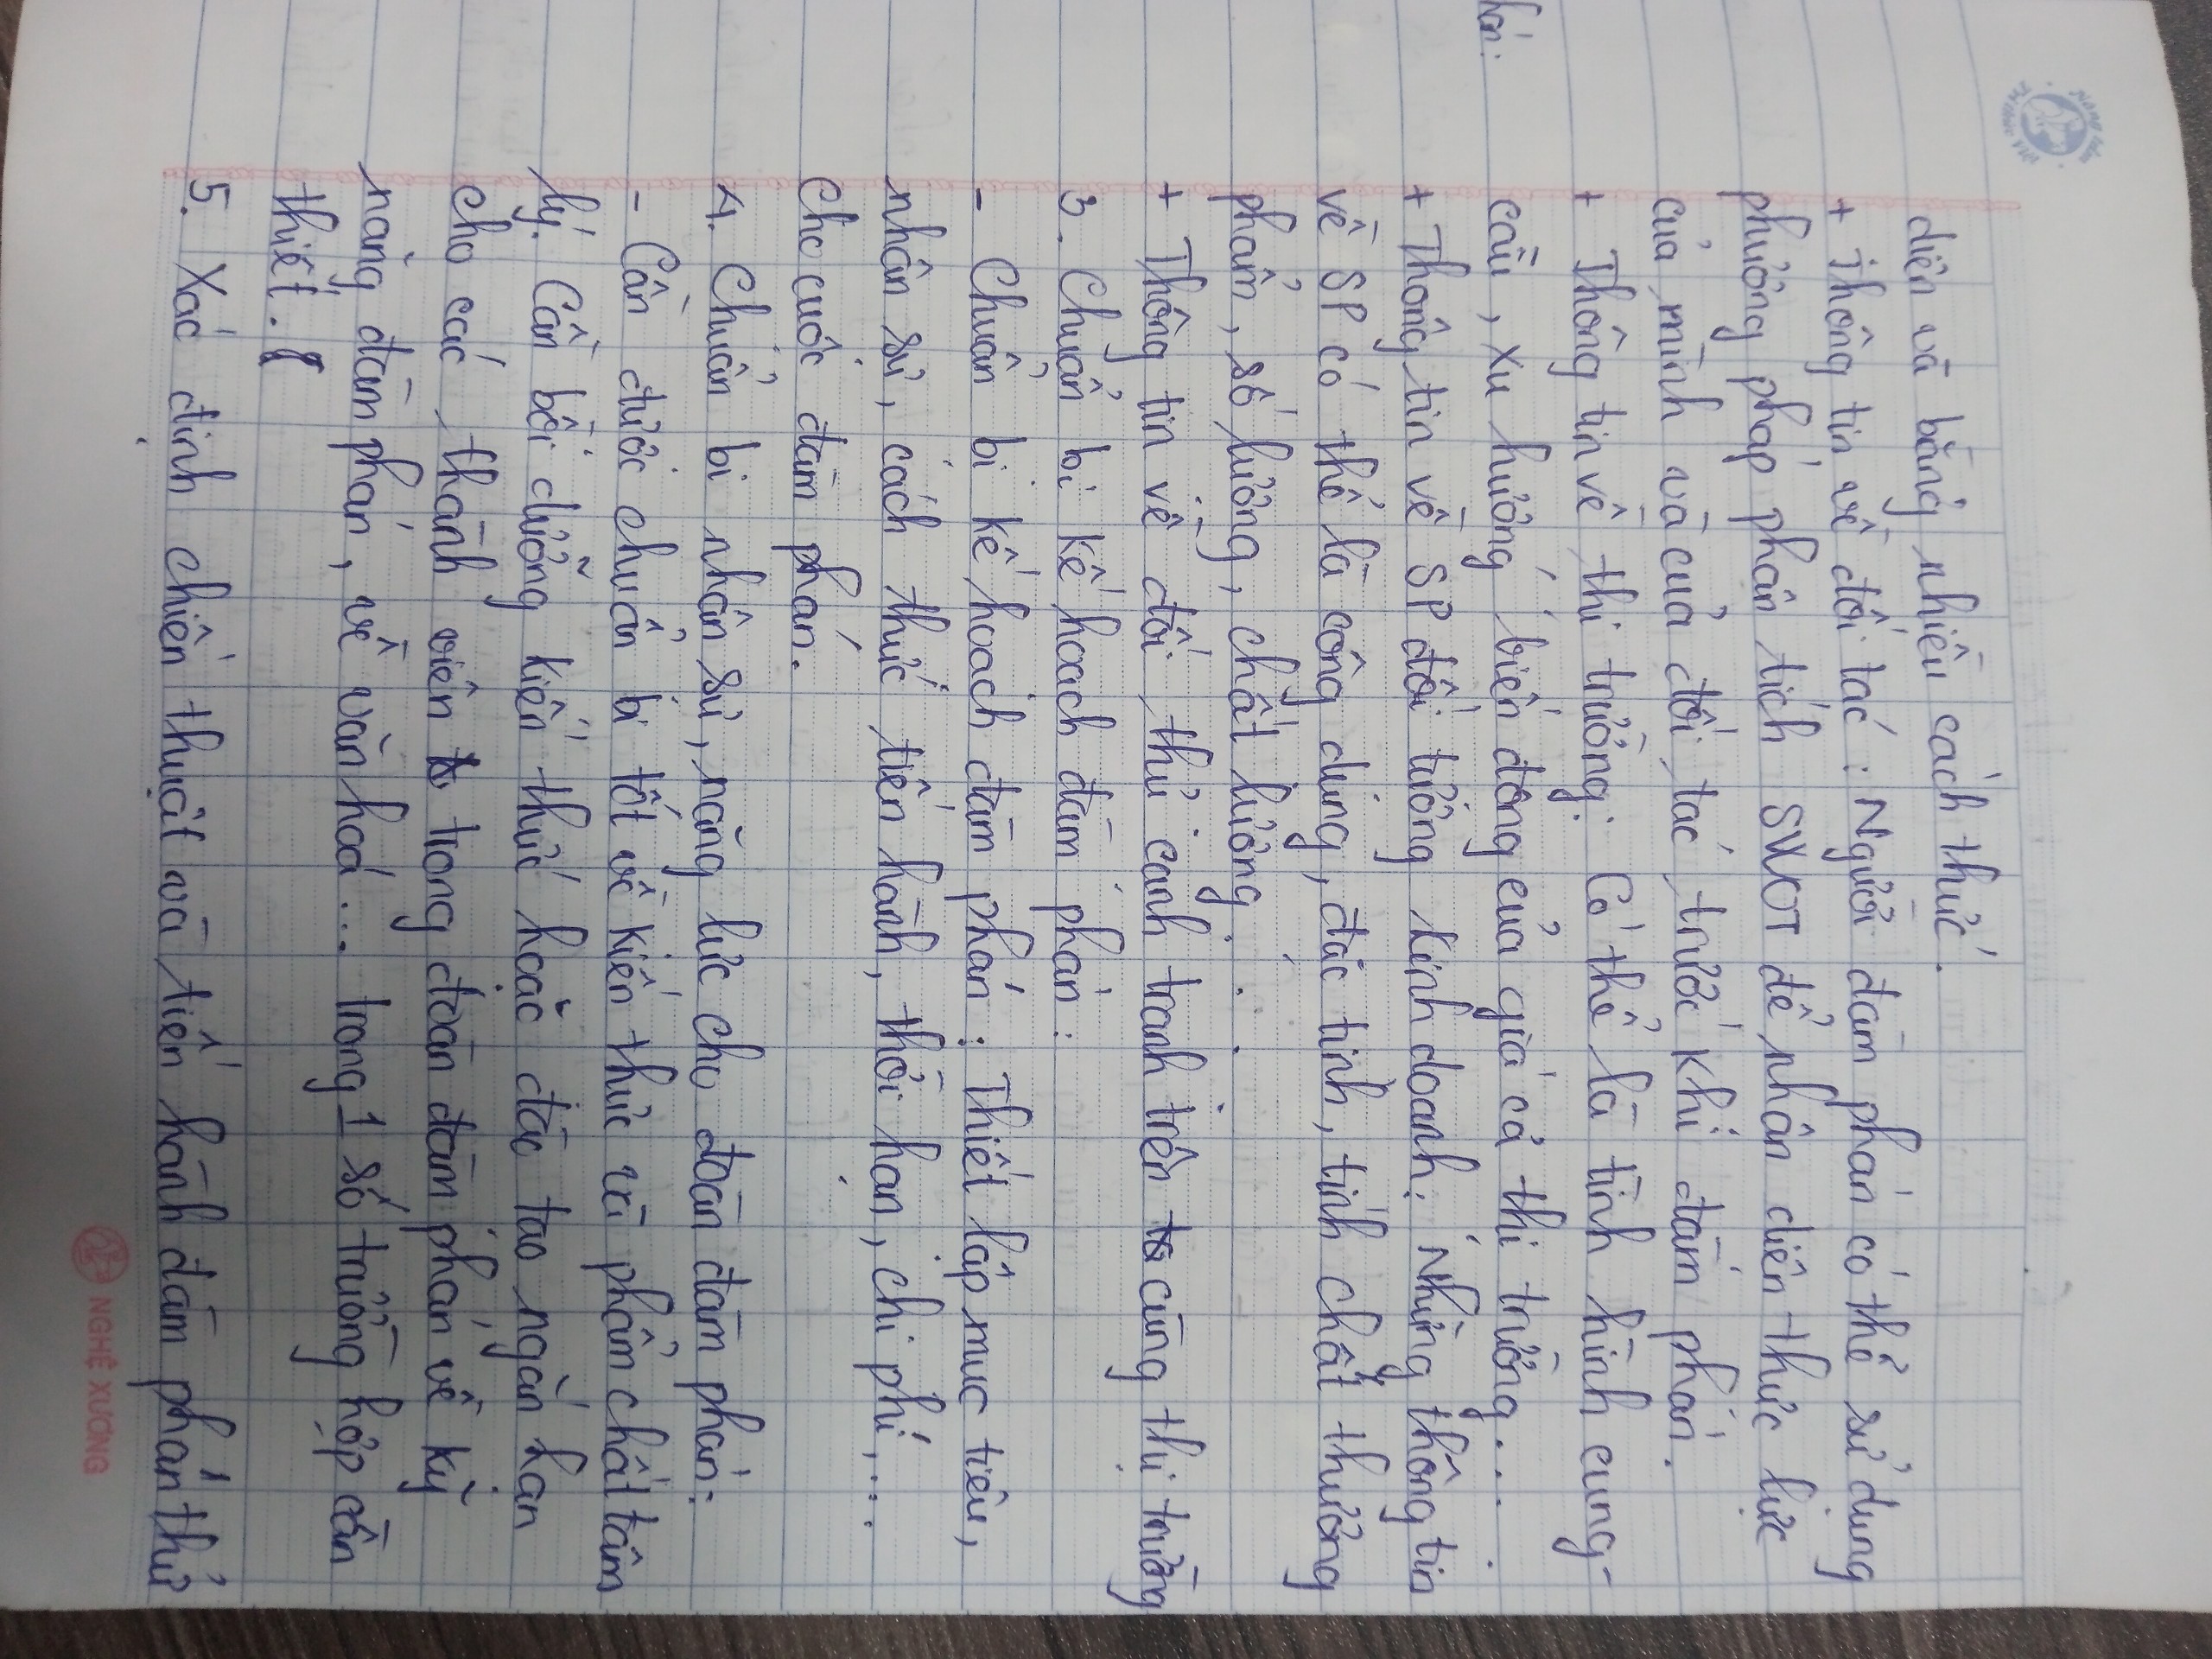 diện và bằng nhiều cách thức.
+ Thông tin về đối tác : Người đàm phán có thể sử dụng
phương pháp phân tích SWOT để nhận diện thực lực
của mình và của đối tác trước khi đàm phán.
+ Thông tin về thị trường: Có thể là tình hình cung-
cầu, xu hướng biến động của giá cả thị trường...
+ Thông tin về SP đối tượng kinh doanh: Những thông tin
về SP có thể là công dụng, đặc tính, tính chất thương
phẩm, số lượng, chất lượng...
+ Thông tin về đối thủ cạnh tranh trên cùng thị trường
3. Chuẩn bị kế hoạch đàm phán :
- Chuẩn bị kế hoạch đàm phán : Thiết lập mục tiêu,
nhân sự, cách thức tiến hành, thời hạn, chi phí,...
cho cuộc đàm phán.
4. Chuẩn bị nhân sự, năng lực cho đoàn đàm phán:
- Cần được chuẩn bị tốt về kiến thức và phẩm chất tâm
lý. Cần bồi dưỡng kiến thức hoặc đào tạo ngắn hạn
cho các thành viên trong đoàn đàm phán về kỹ
năng đàm phán, về văn hoá... trong 1 số trường hợp cần
thiết.
5. Xác định chiến thuật và tiến hành đàm phán thử
hán:
NGHỆ XƯƠNG